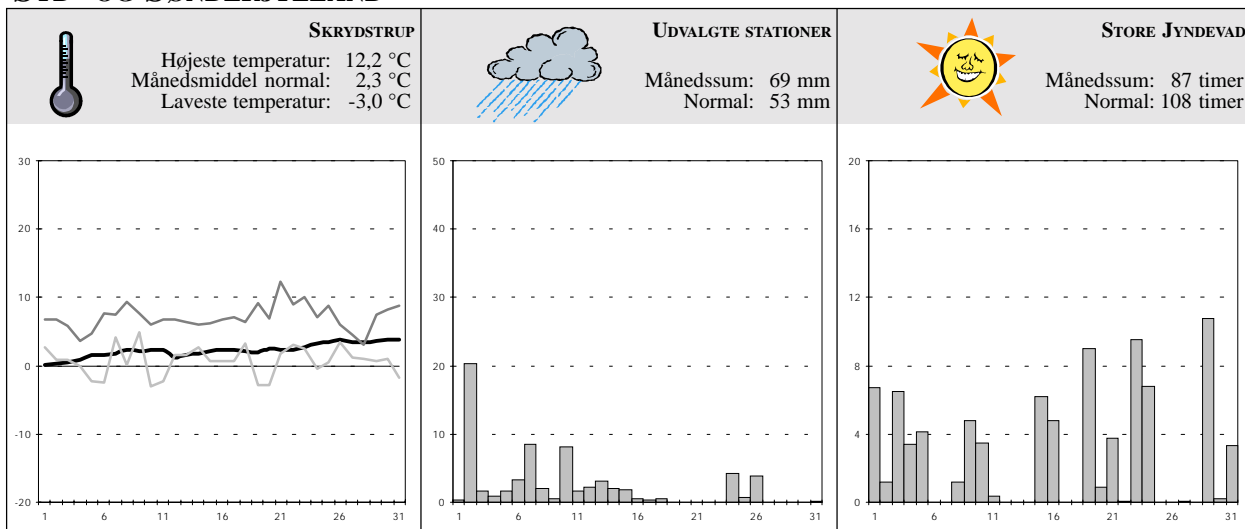 SYD- OG SØNDERJYLLAND
SKRYDSTRUP
Højeste temperatur: 12,2 °C
Månedsmiddel normal: 2,3 °C
Laveste temperatur: -3,0 °C
30
20
10
0
-10
-20
1 6 11 16 21 26 31
UDVALGTE STATIONER
Månedssum: 69 mm
Normal: 53 mm
50
40
30
20
10
0
1 6 11 16 21 26 31
STORE JYNDEVAD
Månedssum: 87 timer
Normal: 108 timer
20
16
12
8
4
0
1 6 11 16 21 26 31